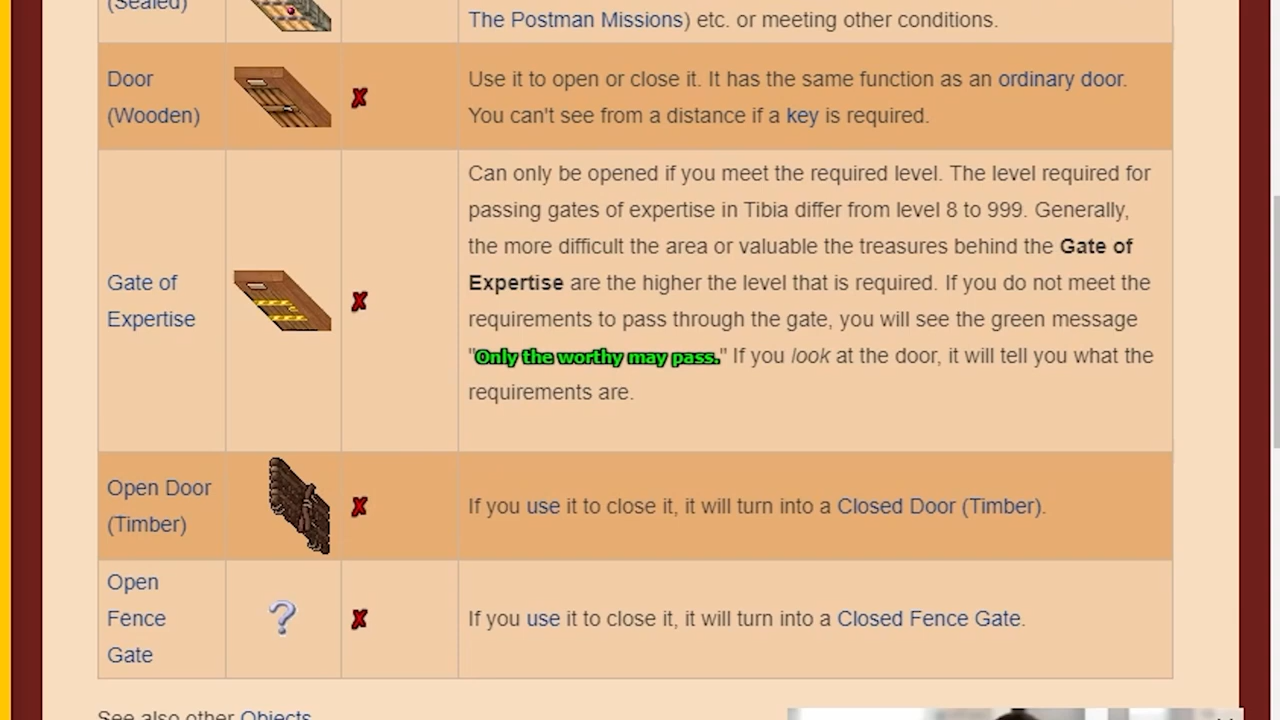 (Sealed)
The Postman Missions) etc. or meeting other conditions.
Door
(Wooden)
Use it to open or close it. It has the same function as an ordinary door.
You can't see from a distance if a key is required.
Gate of
Expertise
Can only be opened if you meet the required level. The level required for
passing gates of expertise in Tibia differ from level 8 to 999. Generally,
the more difficult the area or valuable the treasures behind the Gate of
Expertise are the higher the level that is required. If you do not meet the
requirements to pass through the gate, you will see the green message
"Only the worthy may pass." If you look at the door, it will tell you what the
requirements are.
Open Door
(Timber)
If you use it to close it, it will turn into a Closed Door (Timber).
Open
Fence
Gate
If you use it to close it, it will turn into a Closed Fence Gate.
See also other Objects